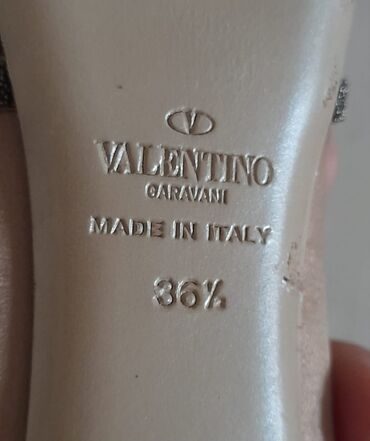 V
VALENTINO
GARAVANI
MADE IN ITALY
36½